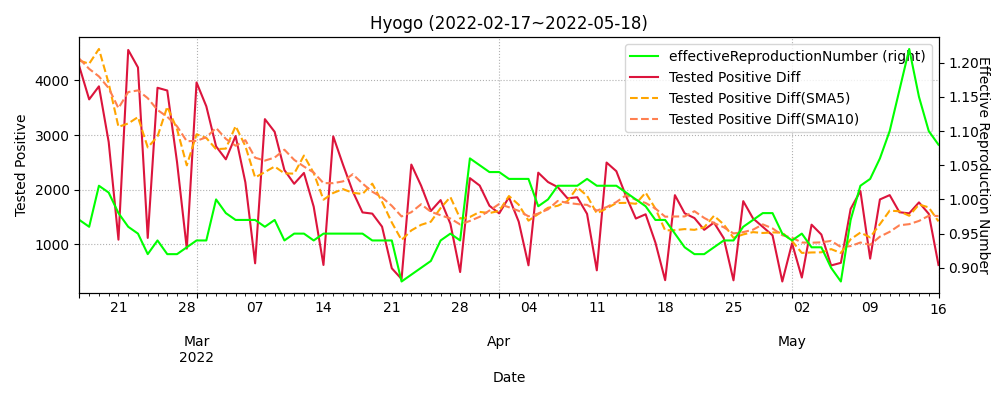 Hyogo (2022-02-17~2022-05-18)
effectiveReproductionNumber (right)
Tested Positive Diff
Tested Positive Diff(SMA5)
Tested Positive Diff(SMA10)
Tested Positive
4000
3000
2000
1000
Effective Reproduction Number
1.20
1.15
1.10
1.05
1.00
0.95
0.90
21 28 07 14 21 28 04 11 18 25 02 09 16
Mar Apr May
2022
Date